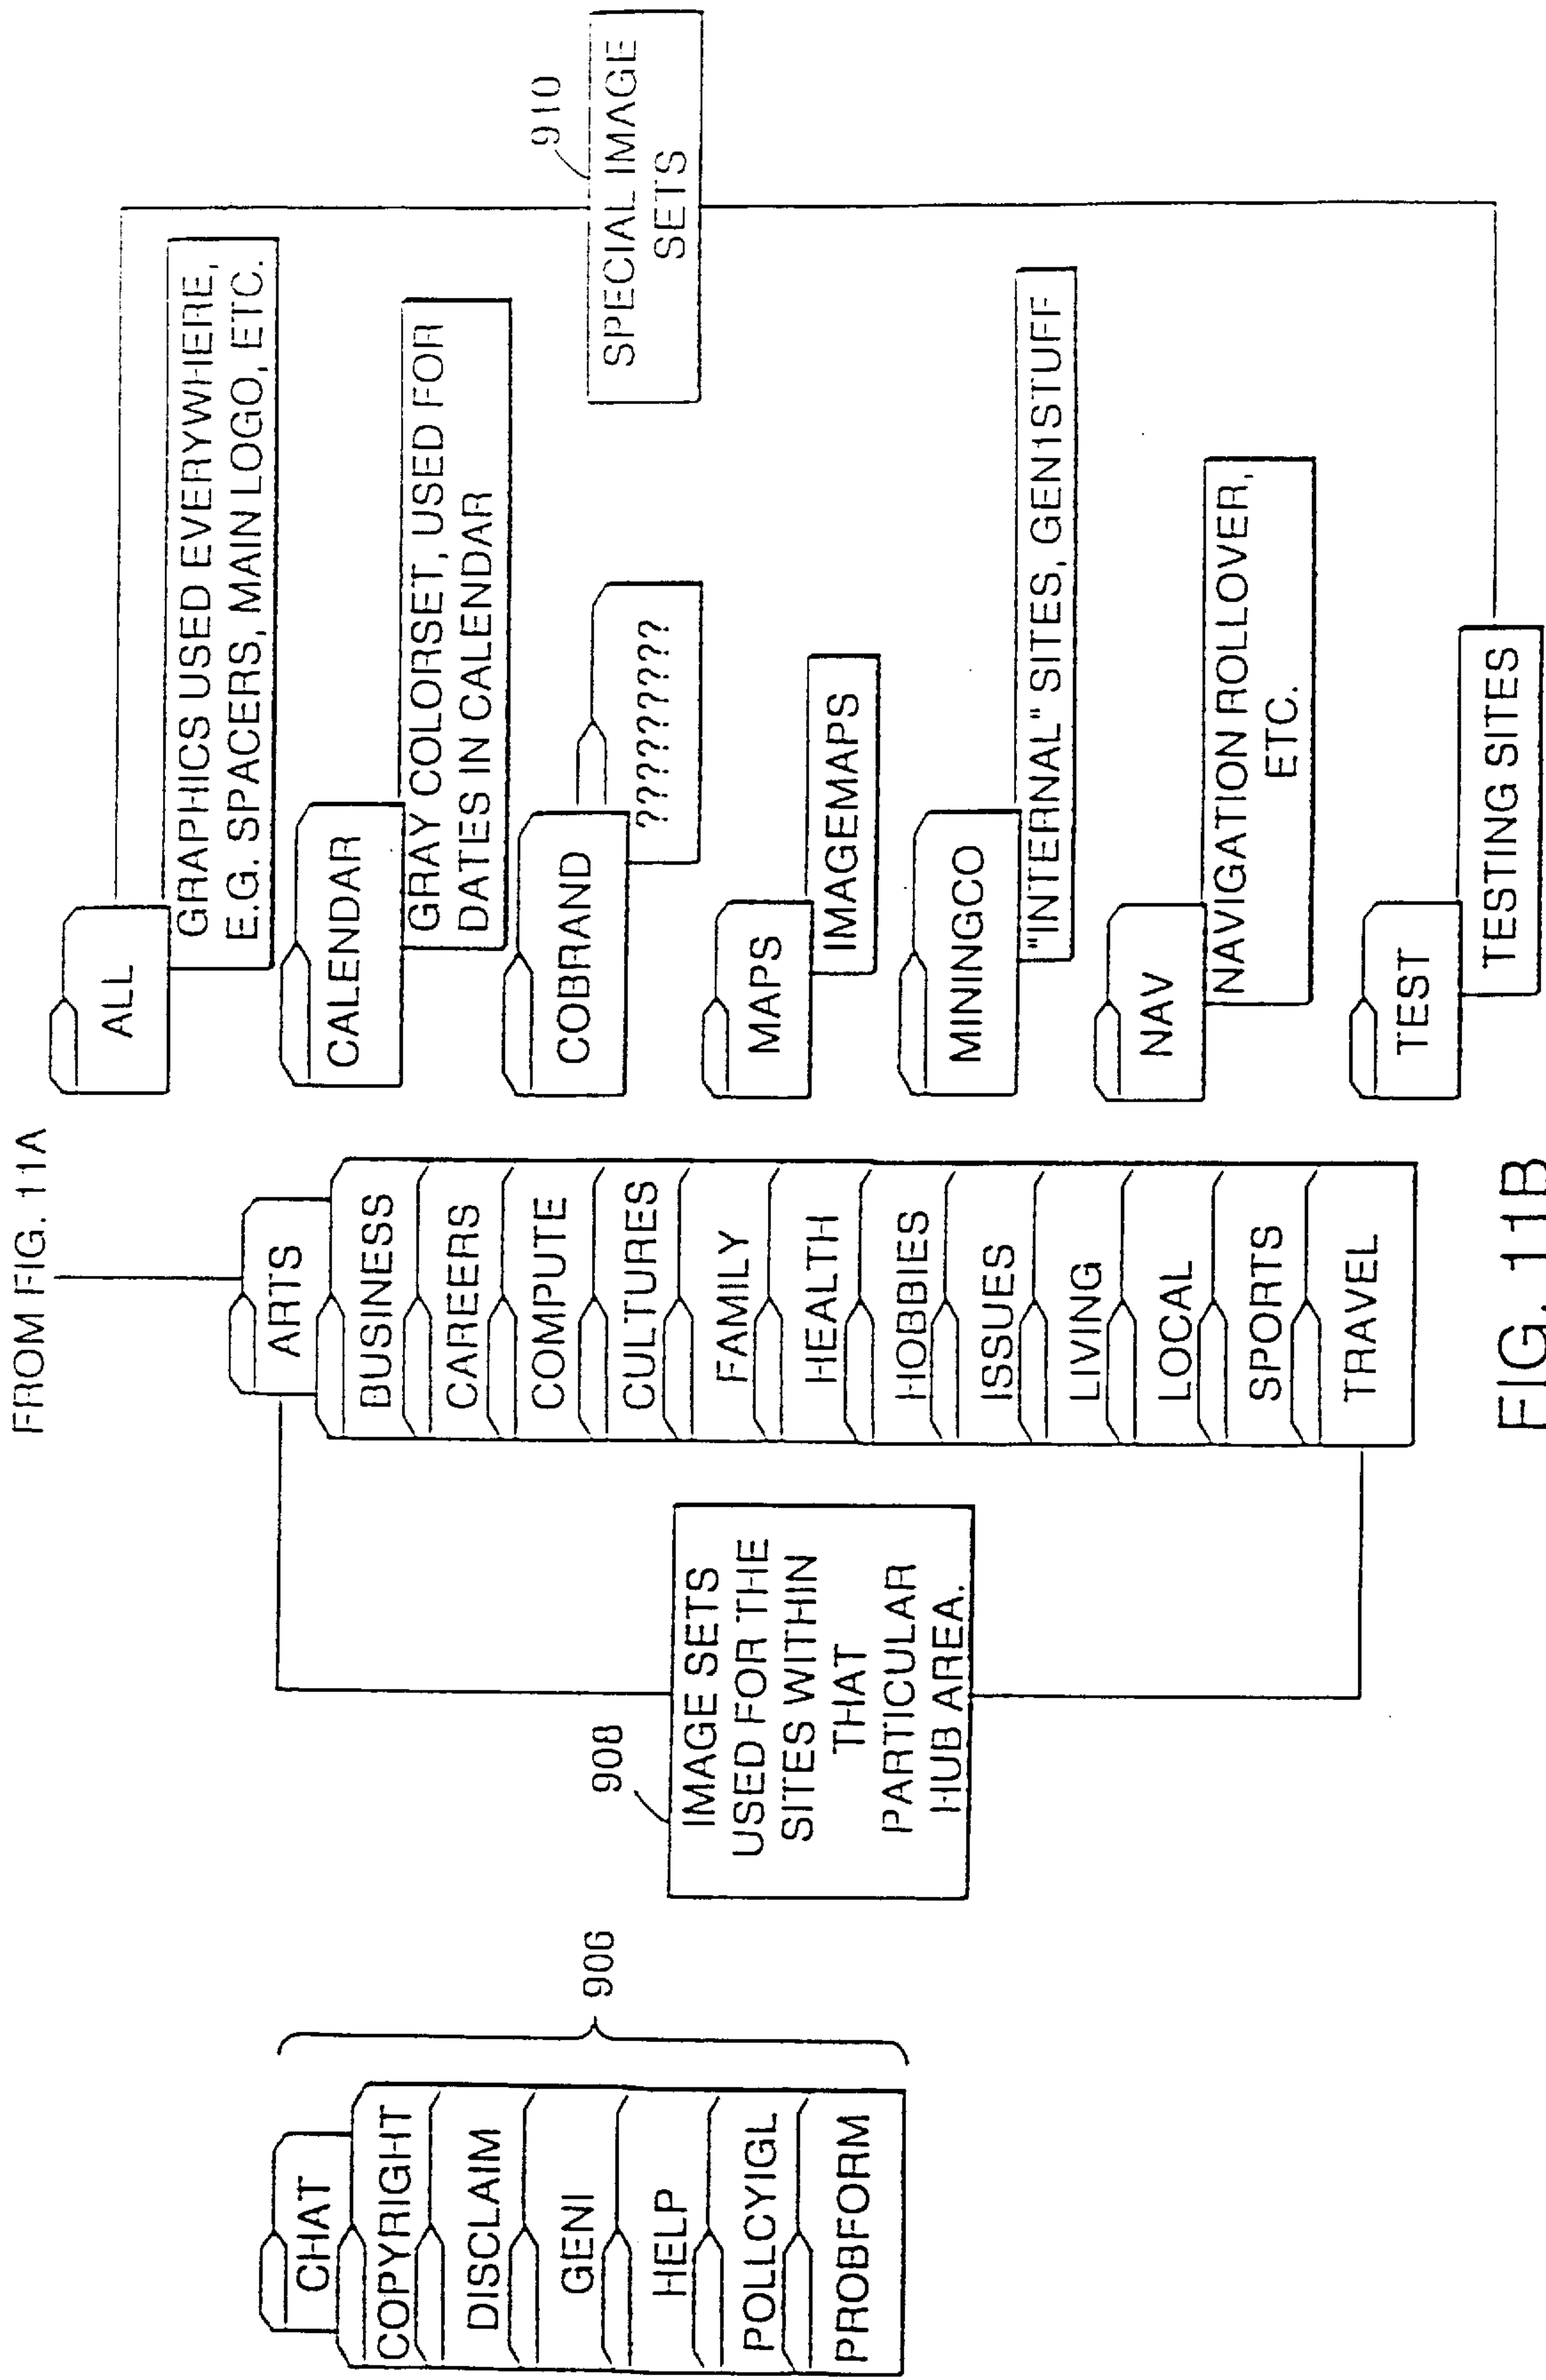 FROM FIG. 11A
CHAT
COPYRIGHT
DISCLAIM
GENI
HELP
POLLCYIGL
PROBFORM
906
908
IMAGE SETS
USED FOR THE
SITES WITHIN
THAT
PARTICULAR
HUB AREA.
ARTS
BUSINESS
CAREERS
COMPUTE
CULTURES
FAMILY
HEALTH
HOBBIES
ISSUES
LIVING
LOCAL
SPORTS
TRAVEL
ALL
GRAPHICS USED EVERYWHERE,
E.G. SPACERS, MAIN LOGO, ETC.
CALENDAR
GRAY COLORSET, USED FOR
DATES IN CALENDAR
COBRAND
?????????
MAPS
IMAGEMAPS
MININGCO
"INTERNAL" SITES, GEN1STUFF
NAV
NAVIGATION ROLLOVER,
ETC.
TEST
TESTING SITES
910
SPECIAL IMAGE
SETS
FIG. 11B